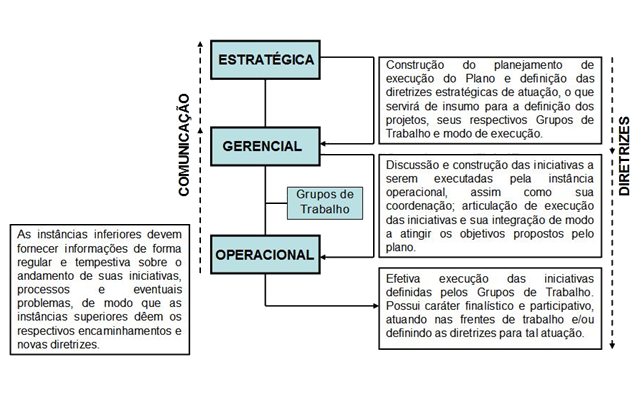 ESTRATÉGICA
Construção do planejamento de
execução do Plano e definição das
diretrizes estratégicas de atuação, o que
servirá de insumo para a definição dos
projetos, seus respectivos Grupos de
Trabalho e modo de execução.
COMUNICAÇÃO
DIRETRIZES
GERENCIAL
Discussão e construção das iniciativas a
serem executadas pela instância
operacional, assim como sua
coordenação; articulação de execução
das iniciativas e sua integração de modo
a atingir os objetivos propostos pelo
plano.
Grupos de
Trabalho
As instâncias inferiores devem
fornecer informações de forma
regular e tempestiva sobre o
andamento de suas iniciativas,
processos e eventuais
problemas, de modo que as
instâncias superiores dêem os
respectivos encaminhamentos e
novas diretrizes.
OPERACIONAL
Efetiva execução das iniciativas
definidas pelos Grupos de Trabalho.
Possui caráter finalístico e participativo,
atuando nas frentes de trabalho e/ou
definindo as diretrizes para tal atuação.